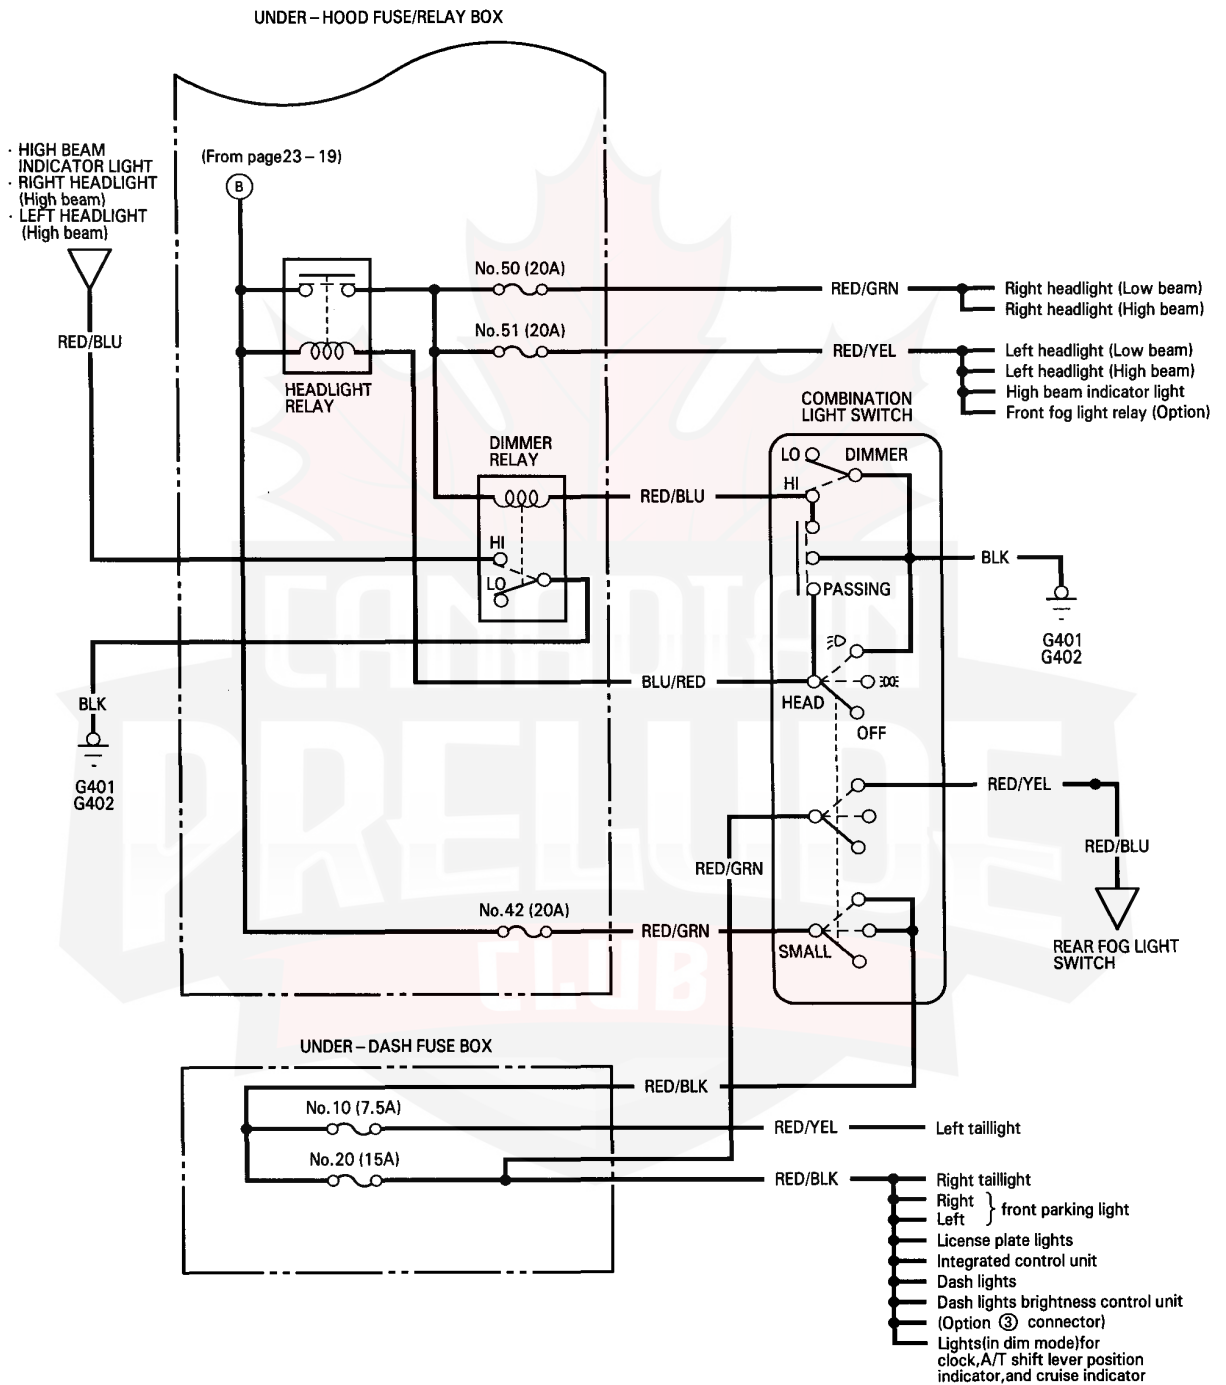 UNDER – HOOD FUSE/RELAY BOX
· HIGH BEAM
INDICATOR LIGHT
· RIGHT HEADLIGHT
(High beam)
· LEFT HEADLIGHT
(High beam)
(From page23 – 19)
B
No.50 (20A)
RED/GRN
Right headlight (Low beam)
Right headlight (High beam)
RED/BLU
No.51 (20A)
RED/YEL
Left headlight (Low beam)
Left headlight (High beam)
High beam indicator light
Front fog light relay (Option)
HEADLIGHT
RELAY
COMBINATION
LIGHT SWITCH
DIMMER
RELAY
LO
DIMMER
HI
RED/BLU
HI
LO
BLK
PASSING
G401
G402
BLU/RED
HEAD
OFF
BLK
G401
G402
RED/YEL
RED/BLU
RED/GRN
No.42 (20A)
RED/GRN
SMALL
REAR FOG LIGHT
SWITCH
CANADIAN
PRELUDE
CLUB
UNDER – DASH FUSE BOX
RED/BLK
No.10 (7.5A)
RED/YEL
Left taillight
No.20 (15A)
RED/BLK
Right taillight
Right
Left
front parking light
License plate lights
Integrated control unit
Dash lights
Dash lights brightness control unit
(Option ③ connector)
Lights(in dim mode)for
clock,A/T shift lever position
indicator,and cruise indicator